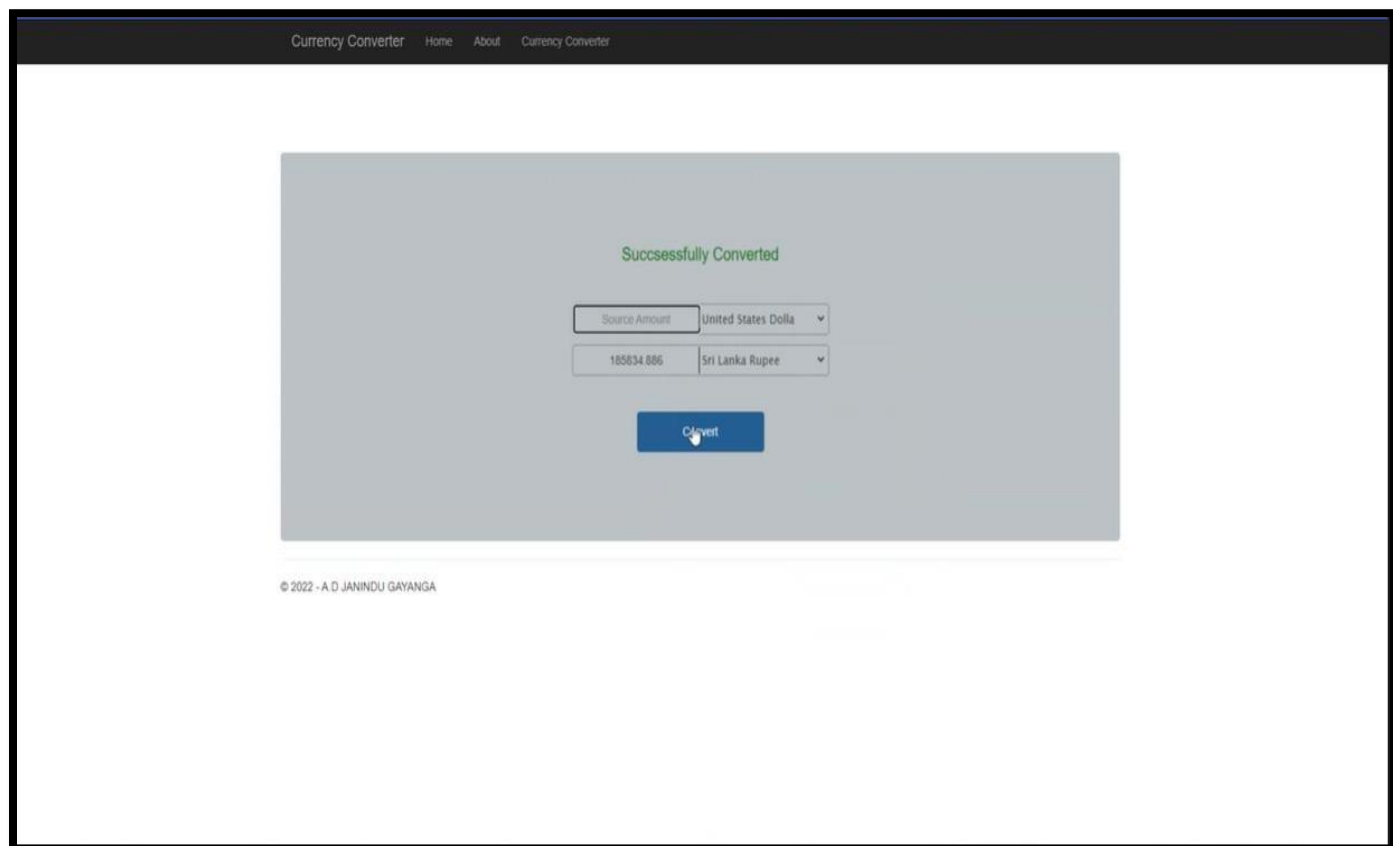 Currency Converter Home About Currency Converter
Succsessfully Converted
Source Amount United States Dolla
185834.886 Sri Lanka Rupee
© 2022 - A.D JANINDU GAYANGA